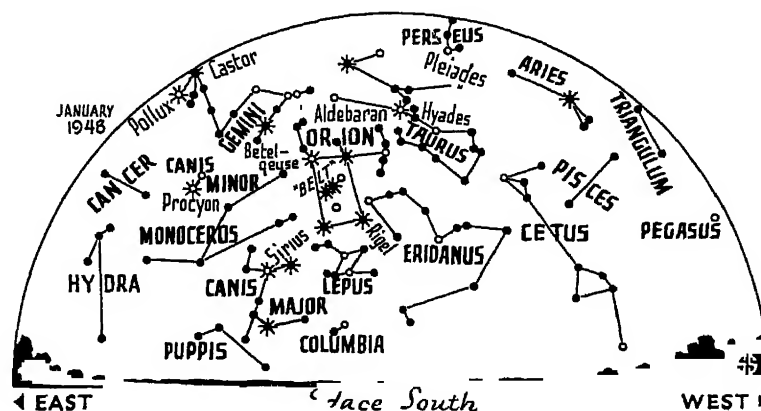 PERSEUS
Pleiades
ARIES
TRIANGULUM
Castor
Pollux
JANUARY
1948
GEMINI
Aldebaran
Hyades
TAURUS
ORION
Betel-
geuse
"BELT"
CANIS
MINOR
Procyon
CANCER
PISCES
MONOCEROS
Sirius
Rigel
ERIDANUS
CETUS
PEGASUS
HYDRA
CANIS
MAJOR
LEPUS
PUPPIS
COLUMBIA
EAST
Face South
WEST